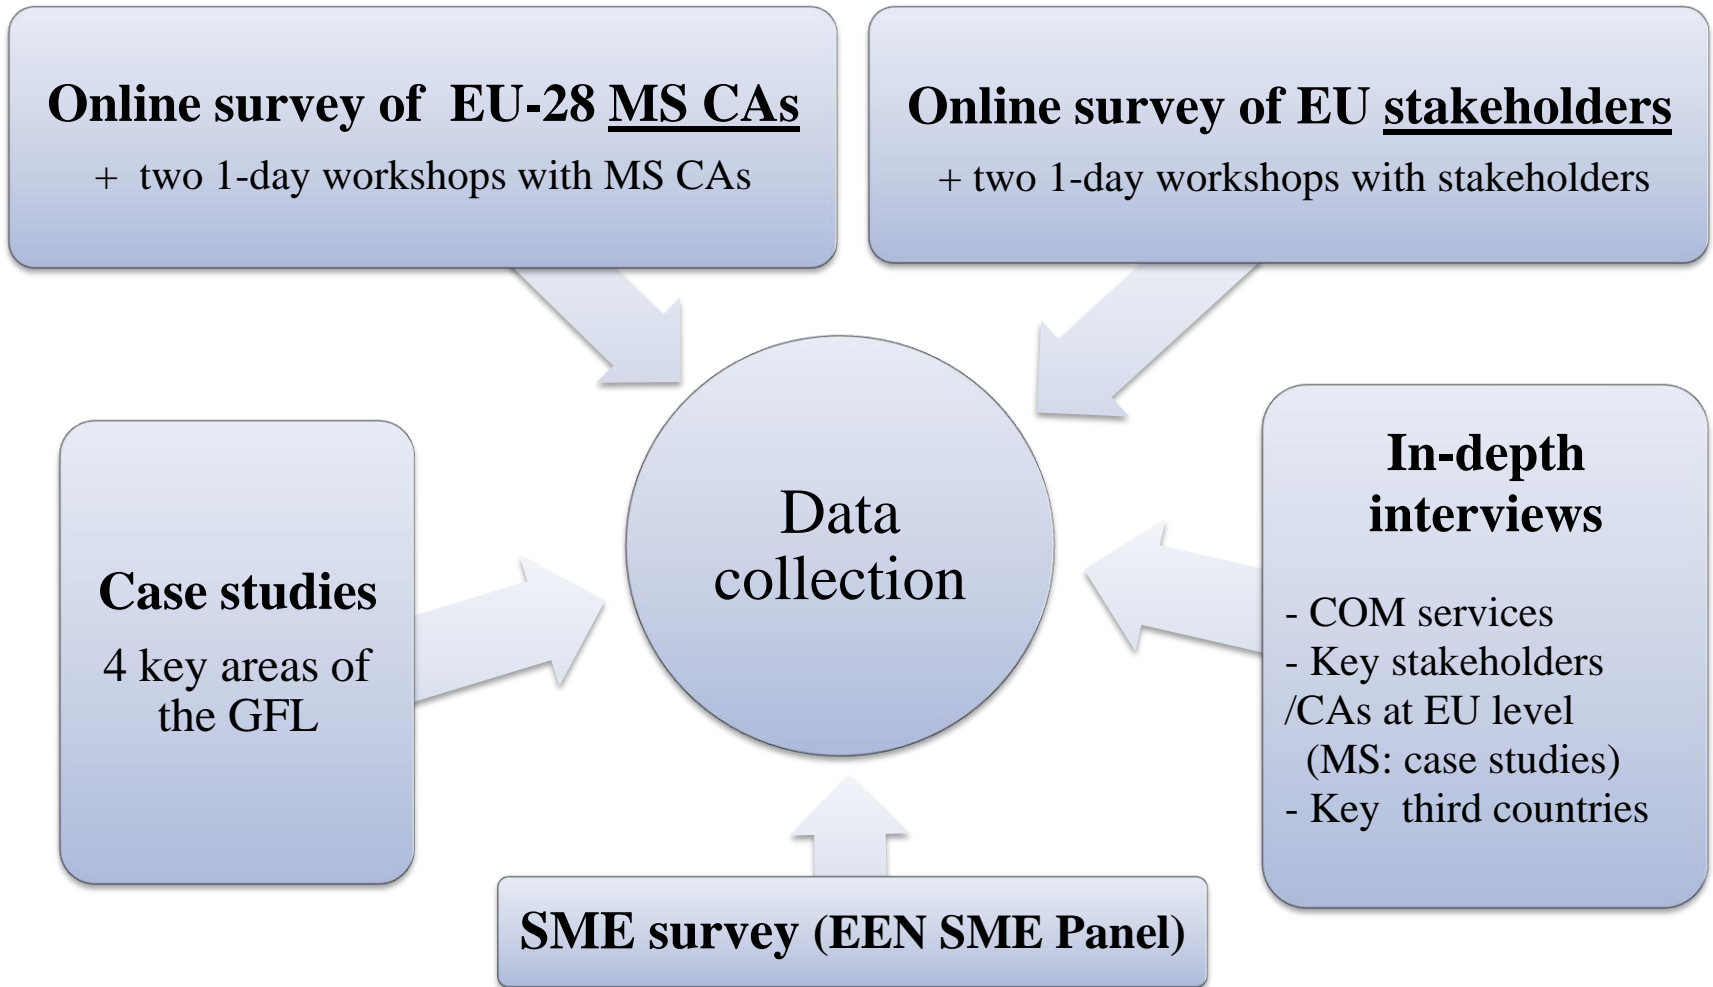 Online survey of EU-28 MS CAs
+ two 1-day workshops with MS CAs
Online survey of EU stakeholders
+ two 1-day workshops with stakeholders
Case studies
4 key areas of
the GFL
Data
collection
In-depth
interviews
- COM services
- Key stakeholders
/CAs at EU level
(MS: case studies)
- Key third countries
SME survey (EEN SME Panel)